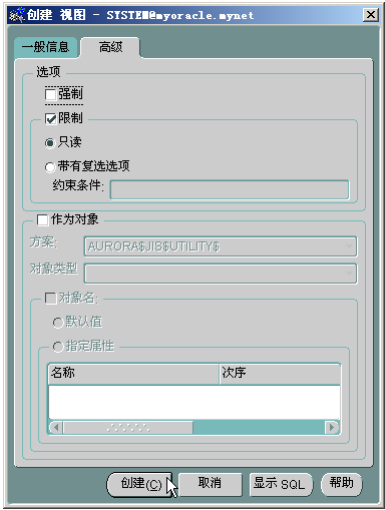 创建 视图 - SYSTEM@myoracle.mynet
一般信息 高级
选项
强制
限制
只读
带有复选选项
约束条件:
作为对象
方案: AURORA$JIS$UTILITY$
对象类型
对象名:
默认值
指定属性
名称 次序
创建(C) 取消 显示 SQL 帮助